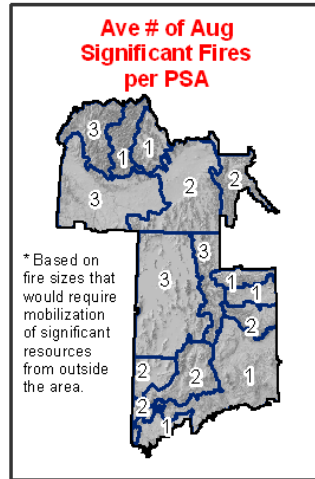 Ave # of Aug
Significant Fires
per PSA
3
1
1
3
2
2
3
3
1
1
2
2
2
1
2
1
* Based on
fire sizes that
would require
mobilization
of significant
resources
from outside
the area.